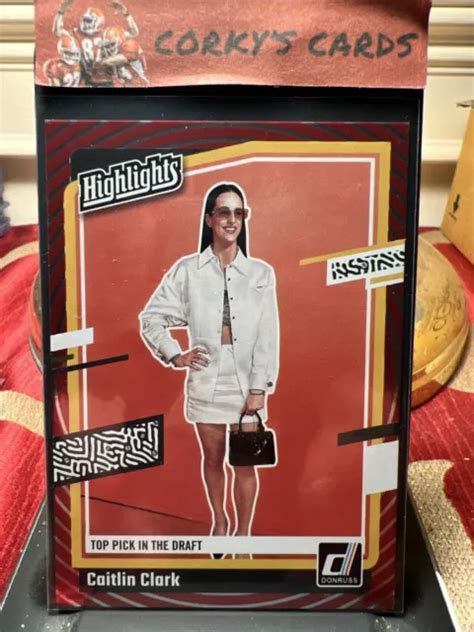 CORKY'S CARDS
Highlights
TOP PICK IN THE DRAFT
Caitlin Clark
DONRUSS